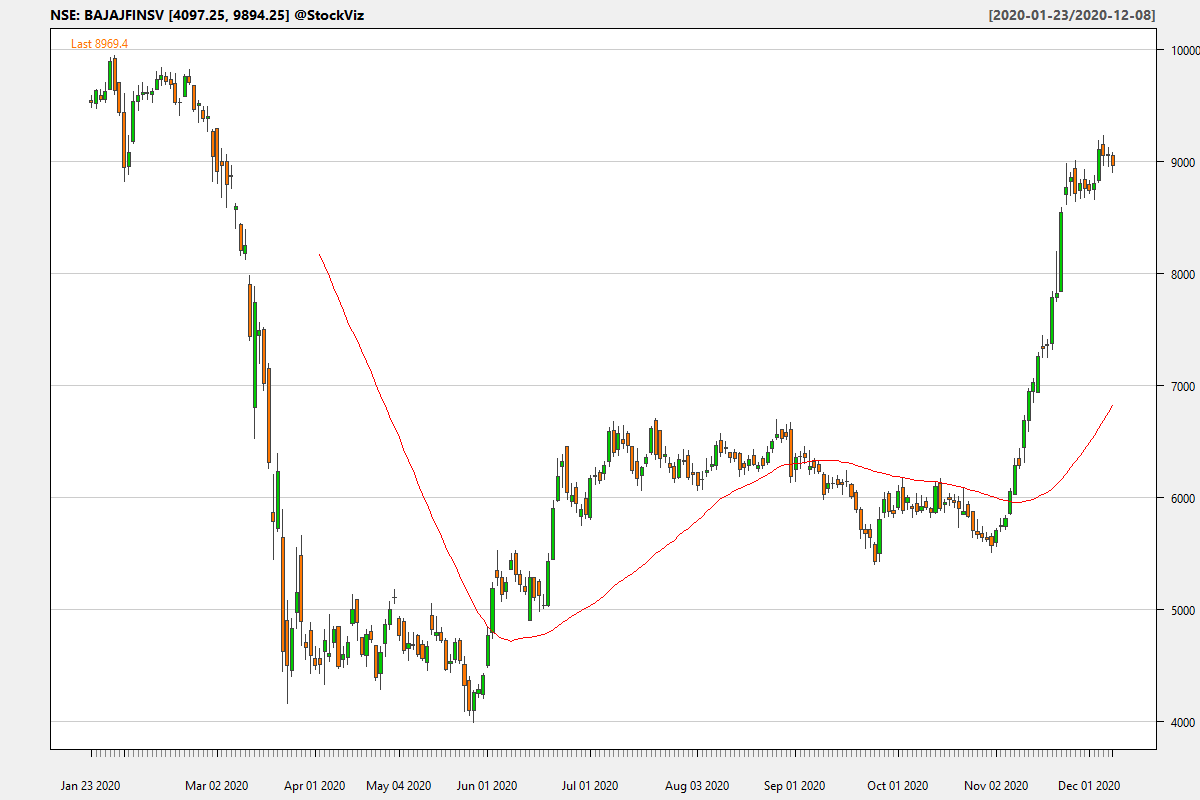 NSE: BAJAJFINSV [4097.25, 9894.25] @StockViz
[2020-01-23/2020-12-08]
Last 8969.4
10000
9000
8000
7000
6000
5000
4000
Jan 23 2020
Mar 02 2020
Apr 01 2020
May 04 2020
Jun 01 2020
Jul 01 2020
Aug 03 2020
Sep 01 2020
Oct 01 2020
Nov 02 2020
Dec 01 2020